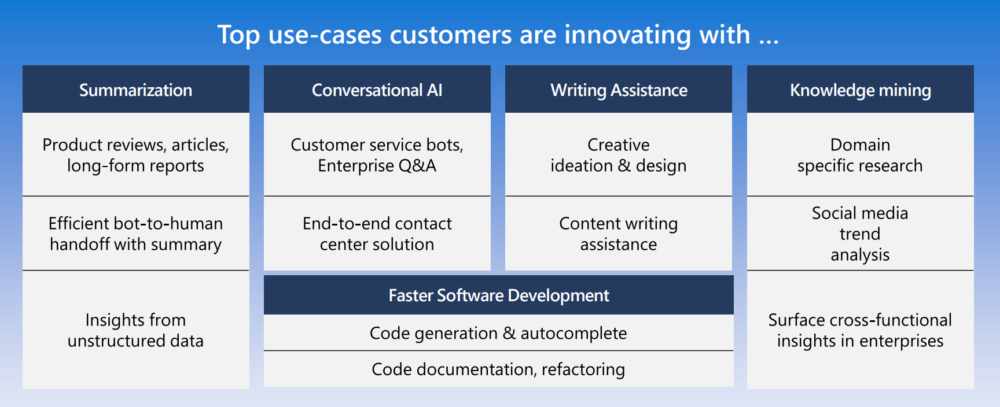 Top use-cases customers are innovating with ...
Summarization
Product reviews, articles,
long-form reports
Efficient bot-to-human
handoff with summary
Insights from
unstructured data
Conversational AI
Customer service bots,
Enterprise Q&A
End-to-end contact
center solution
Writing Assistance
Creative
ideation & design
Content writing
assistance
Faster Software Development
Code generation & autocomplete
Code documentation, refactoring
Knowledge mining
Domain
specific research
Social media
trend
analysis
Surface cross-functional
insights in enterprises